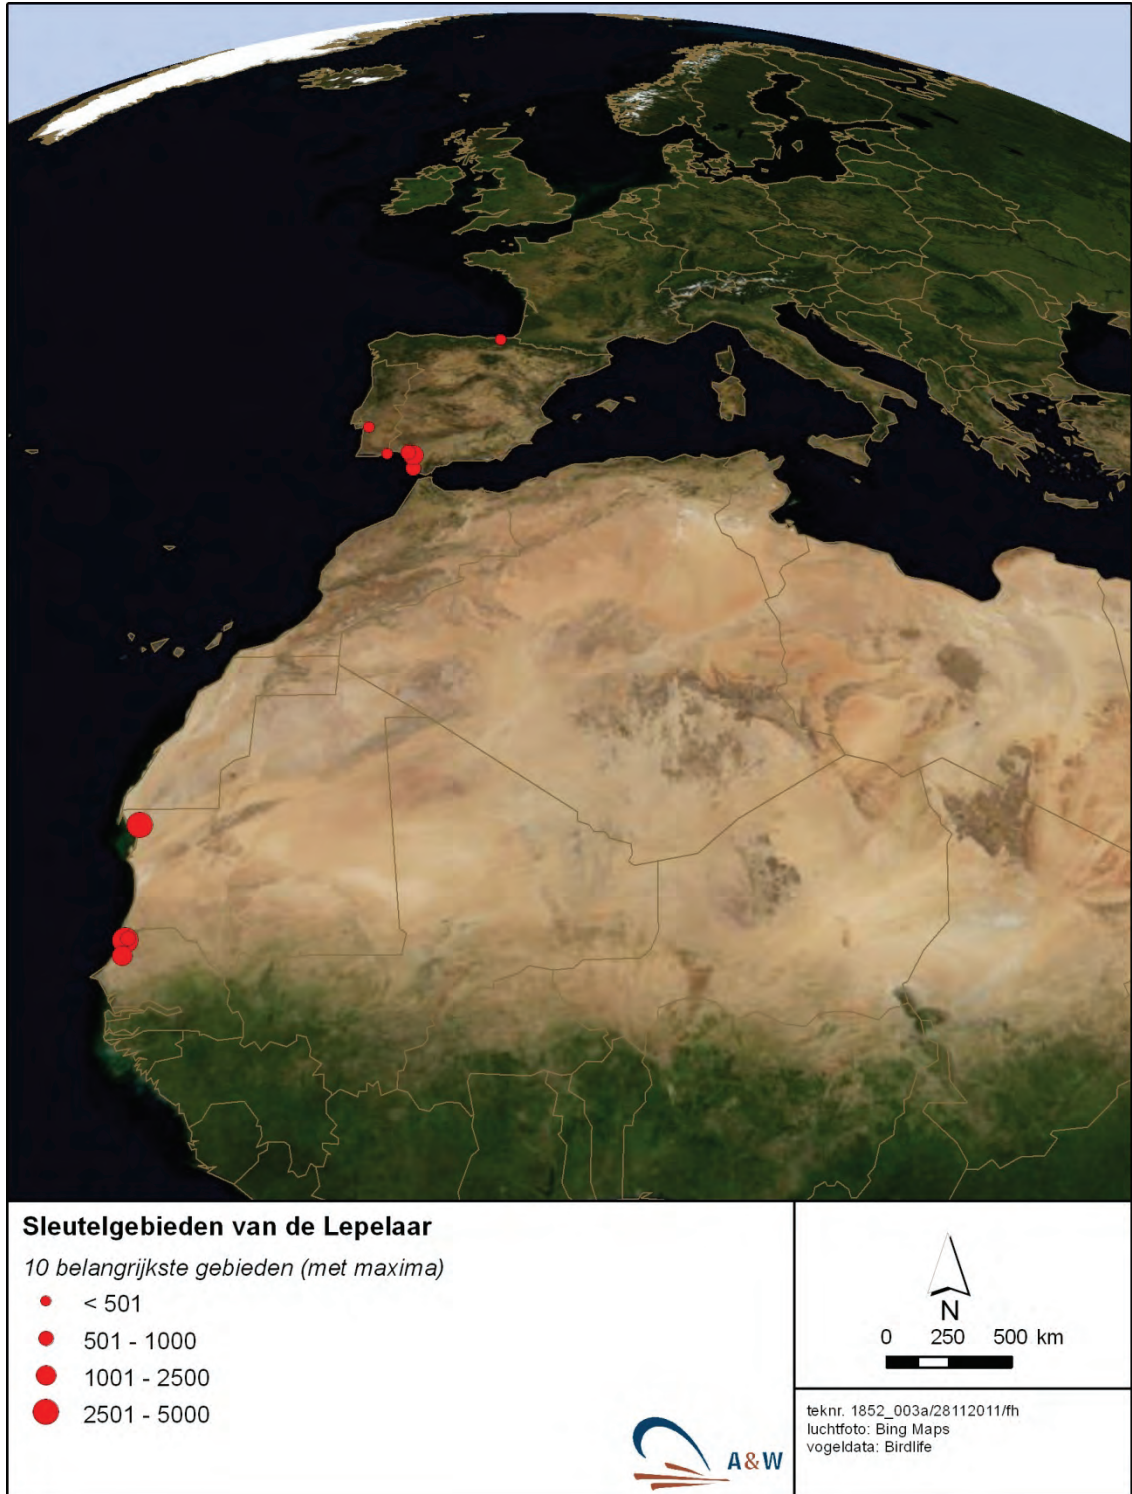 Sleutelgebieden van de Lepelaar
10 belangrijkste gebieden (met maxima)
< 501
501 - 1000
1001 - 2500
2501 - 5000
A&W
N
0 250 500 km
teknr. 1852_003a/28112011/fh
luchtfoto: Bing Maps
vogeldata: Birdlife